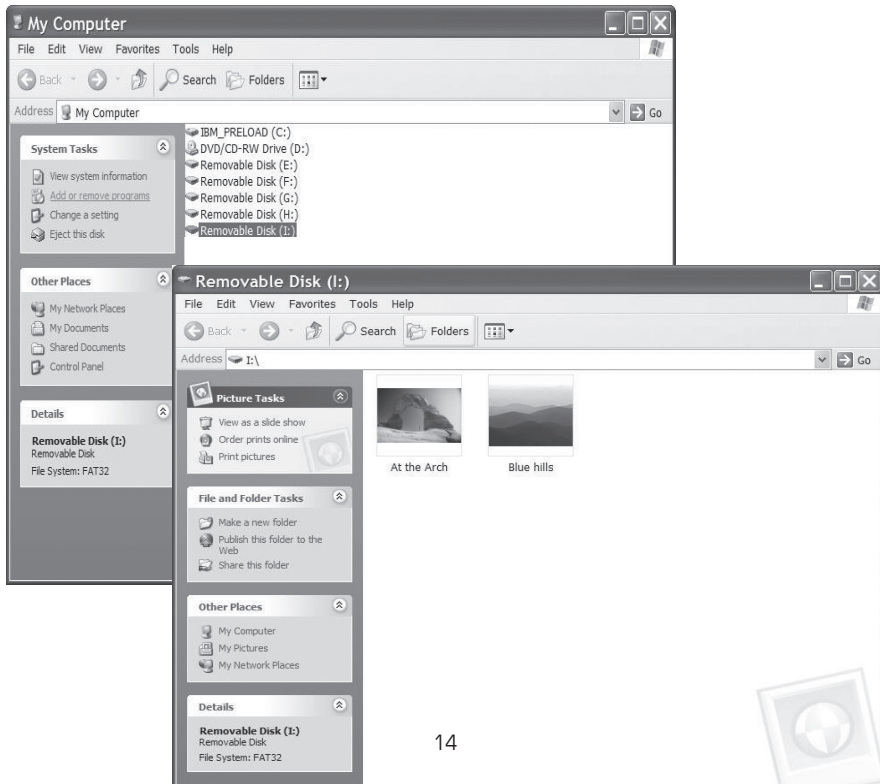 My Computer
File Edit View Favorites Tools Help
Back Search Folders
Address My Computer Go
System Tasks
View system information
Add or remove programs
Change a setting
Eject this disk
Other Places
My Network Places
My Documents
Shared Documents
Control Panel
Details
Removable Disk (I:)
Removable Disk
File System: FAT32
IBM_PRELOAD (C:)
DVD/CD-RW Drive (D:)
Removable Disk (E:)
Removable Disk (F:)
Removable Disk (G:)
Removable Disk (H:)
Removable Disk (I:)
Removable Disk (I:)
File Edit View Favorites Tools Help
Back Search Folders
Address I:\ Go
Picture Tasks
View as a slide show
Order prints online
Print pictures
File and Folder Tasks
Make a new folder
Publish this folder to the
Web
Share this folder
Other Places
My Computer
My Pictures
My Network Places
Details
Removable Disk (I:)
Removable Disk
File System: FAT32
At the Arch Blue hills
14